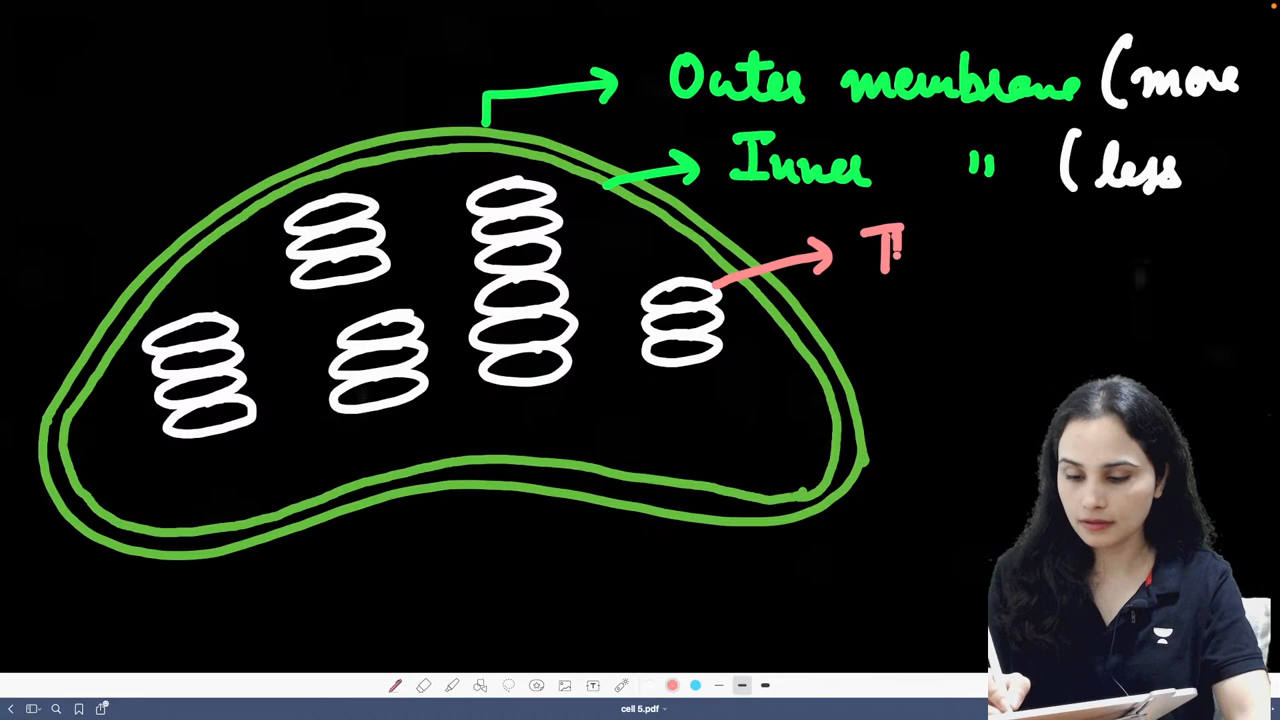 Outer membrane (more
Inner " (less
T
cell 5.pdf